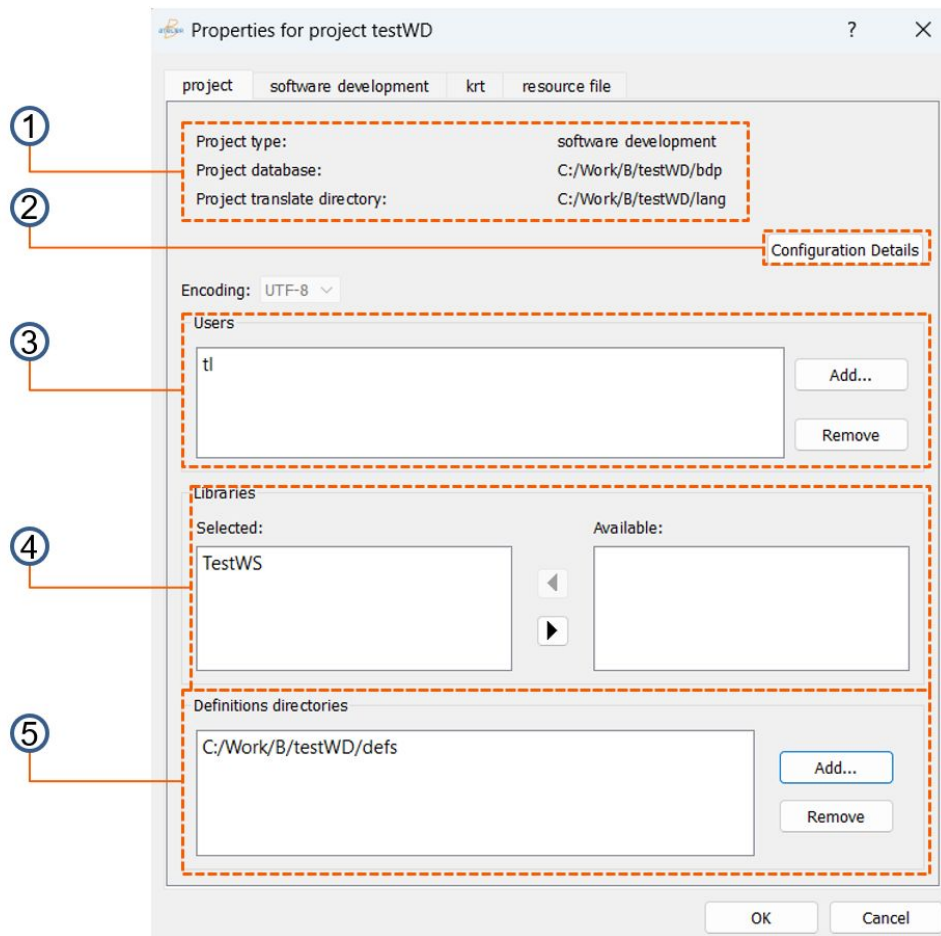 Properties for project testWD
?
project software development krt resource file
1
Project type: software development
Project database: C:/Work/B/testWD/bdp
Project translate directory: C:/Work/B/testWD/lang
2
Configuration Details
Encoding: UTF-8
3
Users
tl
Add...
Remove
4
Libraries
Selected: Available:
TestWS
5
Definitions directories
C:/Work/B/testWD/defs
Add...
Remove
OK Cancel